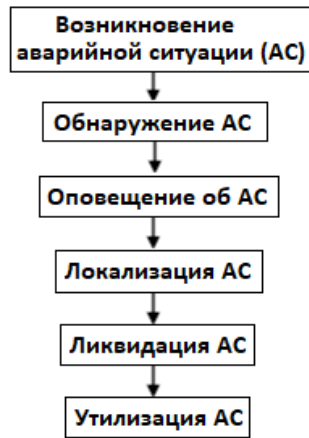 Возникновение
аварийной ситуации (АС)
Обнаружение АС
Оповещение об АС
Локализация АС
Ликвидация АС
Утилизация АС